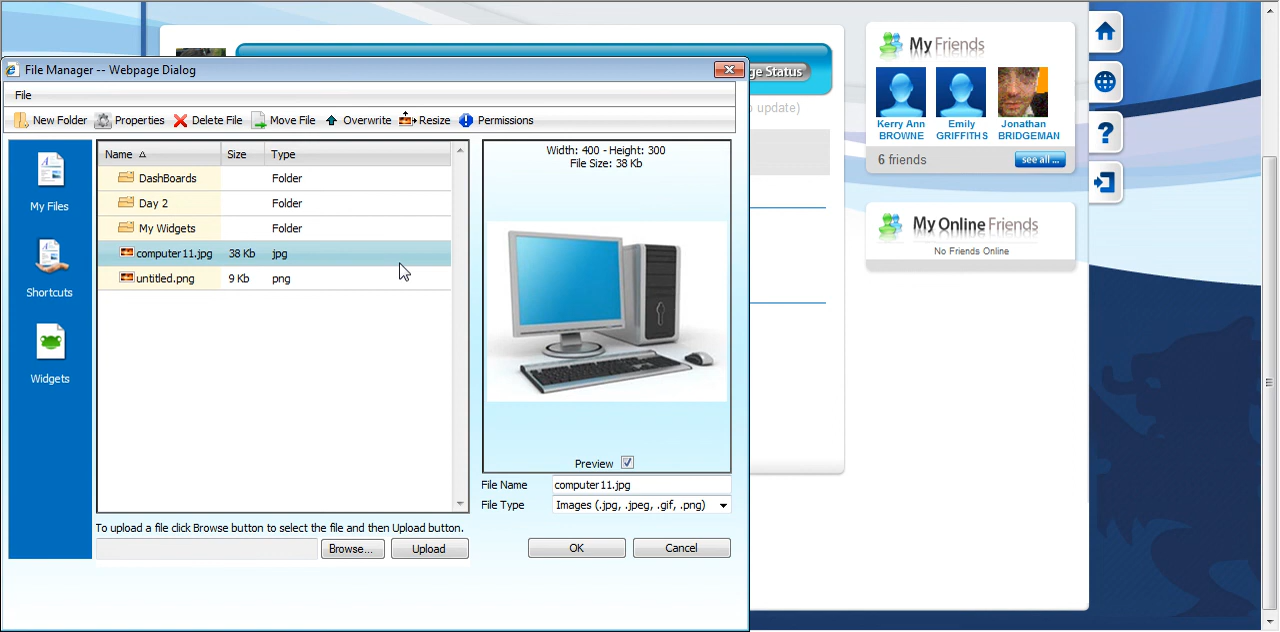 File Manager -- Webpage Dialog
File
New Folder Properties Delete File Move File Overwrite Resize Permissions
My Files
Shortcuts
Widgets
Name Size Type
DashBoards Folder
Day 2 Folder
My Widgets Folder
computer11.jpg 38 Kb jpg
untitled.png 9 Kb png
To upload a file click Browse button to select the file and then Upload button.
Browse... Upload
Width: 400 - Height: 300
File Size: 38 Kb
Preview
File Name computer11.jpg
File Type Images (.jpg, .jpeg, .gif, .png)
OK Cancel
ge Status
update)
My Friends
Kerry Ann
BROWNE
Emily
GRIFFITHS
Jonathan
BRIDGEMAN
6 friends see all ...
My Online Friends
No Friends Online
?